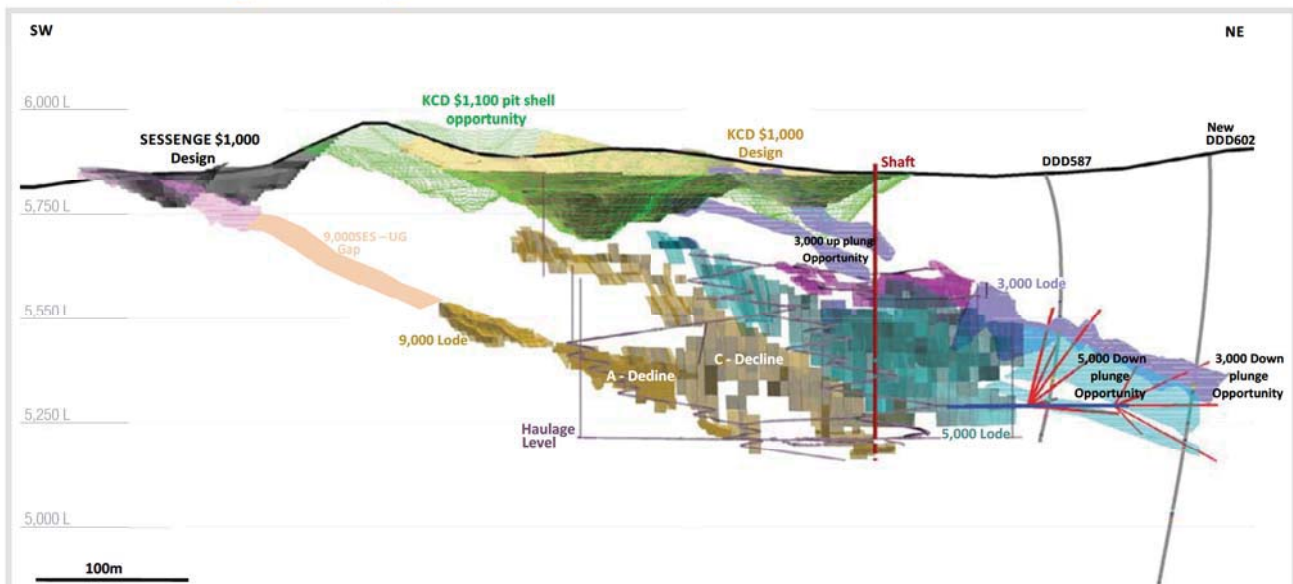 SW
NE
6,000 L
KCD $1,100 pit shell
opportunity
SESSENGE $1,000
Design
KCD $1,000
Design
New
DDD602
Shaft
DDD587
5,750 L
9,000SES – UG
Gap
3,000 up plung
Opportunity
3,000 Lode
5,550 L
9,000 Lode
C - Decline
A - Dedine
5,000 Down
plunge
Opportunity
3,000 Down
plunge
Opportunity
5,250 L
Haulage
Level
5,000 Lode
5,000 L
100m